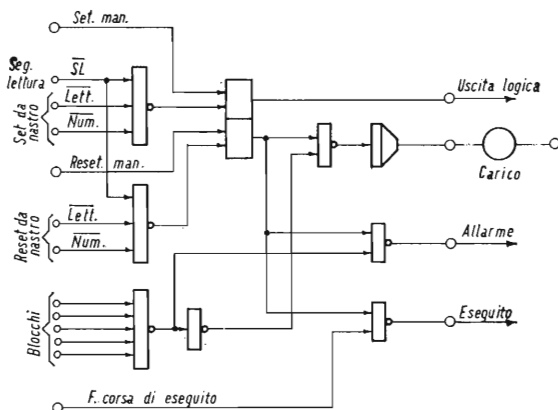 Set. man.
Seg. lettura
SL
Set da nastro
Lett.
Num.
Uscita logica
Reset. man.
Carico
Reset da nastro
Lett.
Num.
Allarme
Blocchi
Eseguito
F. corsa di eseguito